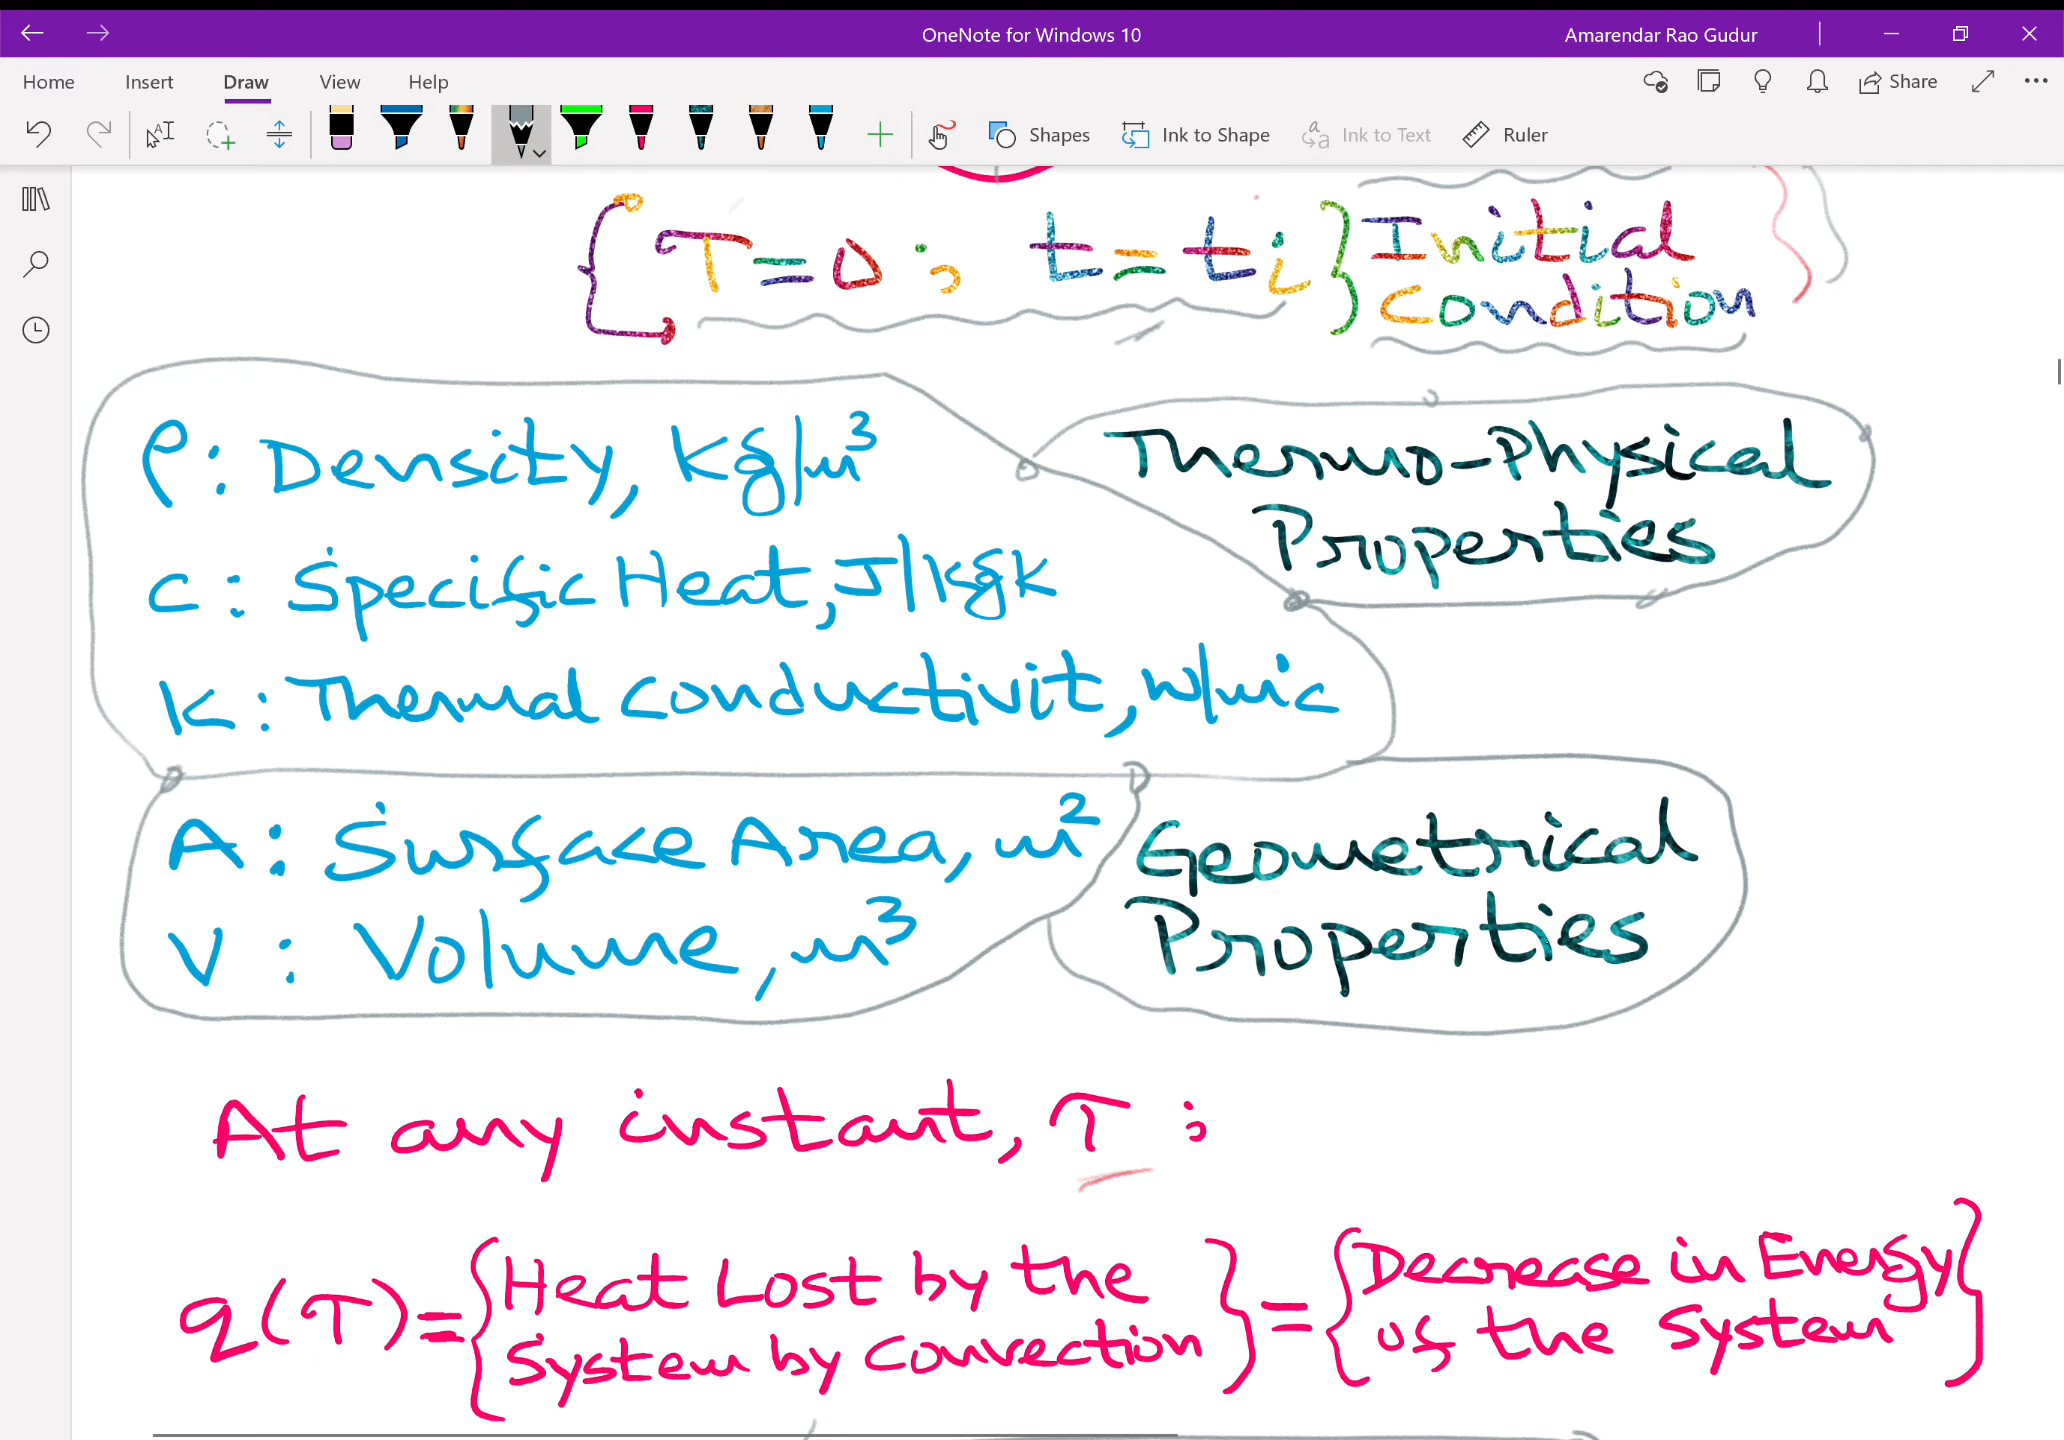 OneNote for Windows 10
Amarendar Rao Gudur
Home Insert Draw View Help
Share
Shapes Ink to Shape Ink to Text Ruler
{τ=0; t=ti} Initial
condition
ρ: Density, Kg/m³
Thermo-Physical
Properties
C: Specific Heat, J/kgK
K: Thermal conductivit, W/m°C
A: Surface Area, m²
V: Volume, m³
Geometrical
Properties
At any instant, τ:
q(τ)={Heat Lost by the
System by convection}={Decrease in Energy
of the System}